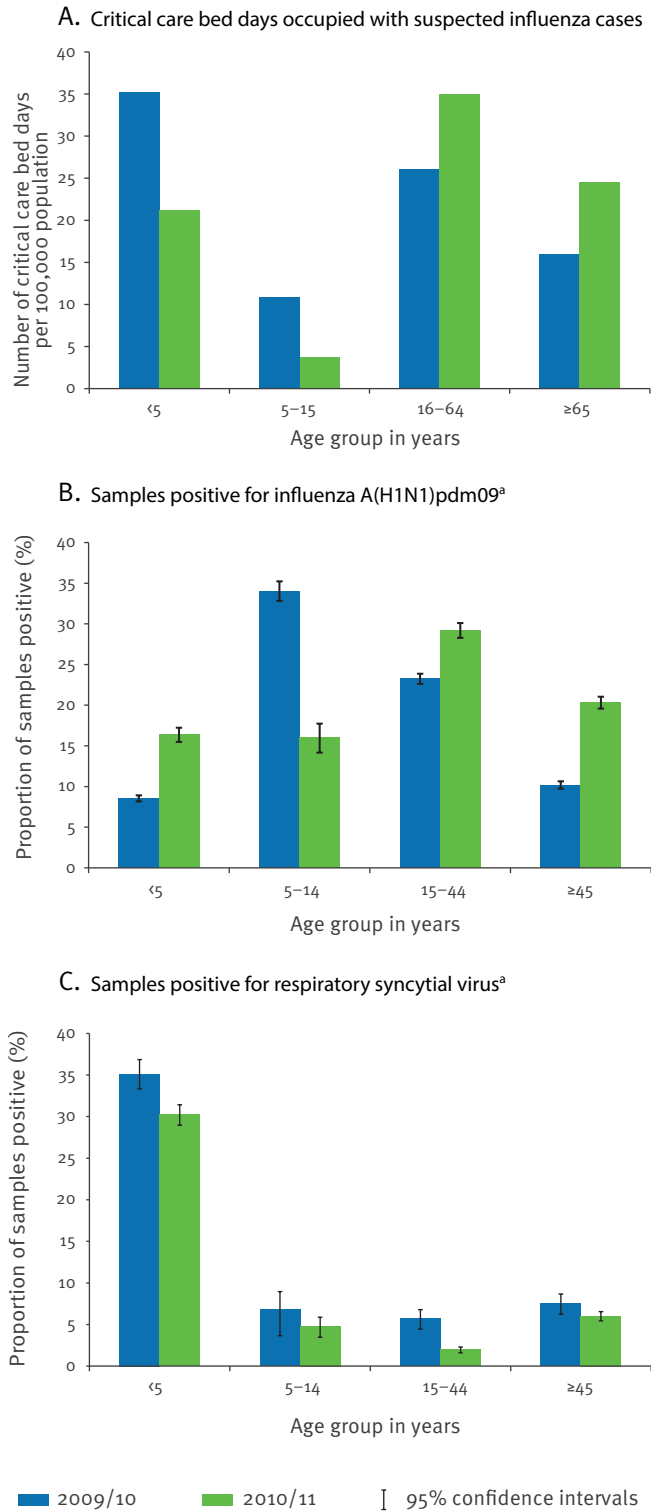 A. Critical care bed days occupied with suspected influenza cases
Number of critical care bed days
per 100,000 population
40
35
30
25
20
15
10
5
0
<5 5–15 16–64 ≥65
Age group in years
B. Samples positive for influenza A(H1N1)pdm09ª
Proportion of samples positive (%)
40
35
30
25
20
15
10
5
0
<5 5–14 15–44 ≥45
Age group in years
C. Samples positive for respiratory syncytial virusª
Proportion of samples positive (%)
40
35
30
25
20
15
10
5
0
<5 5–14 15–44 ≥45
Age group in years
2009/10 2010/11 95% confidence intervals